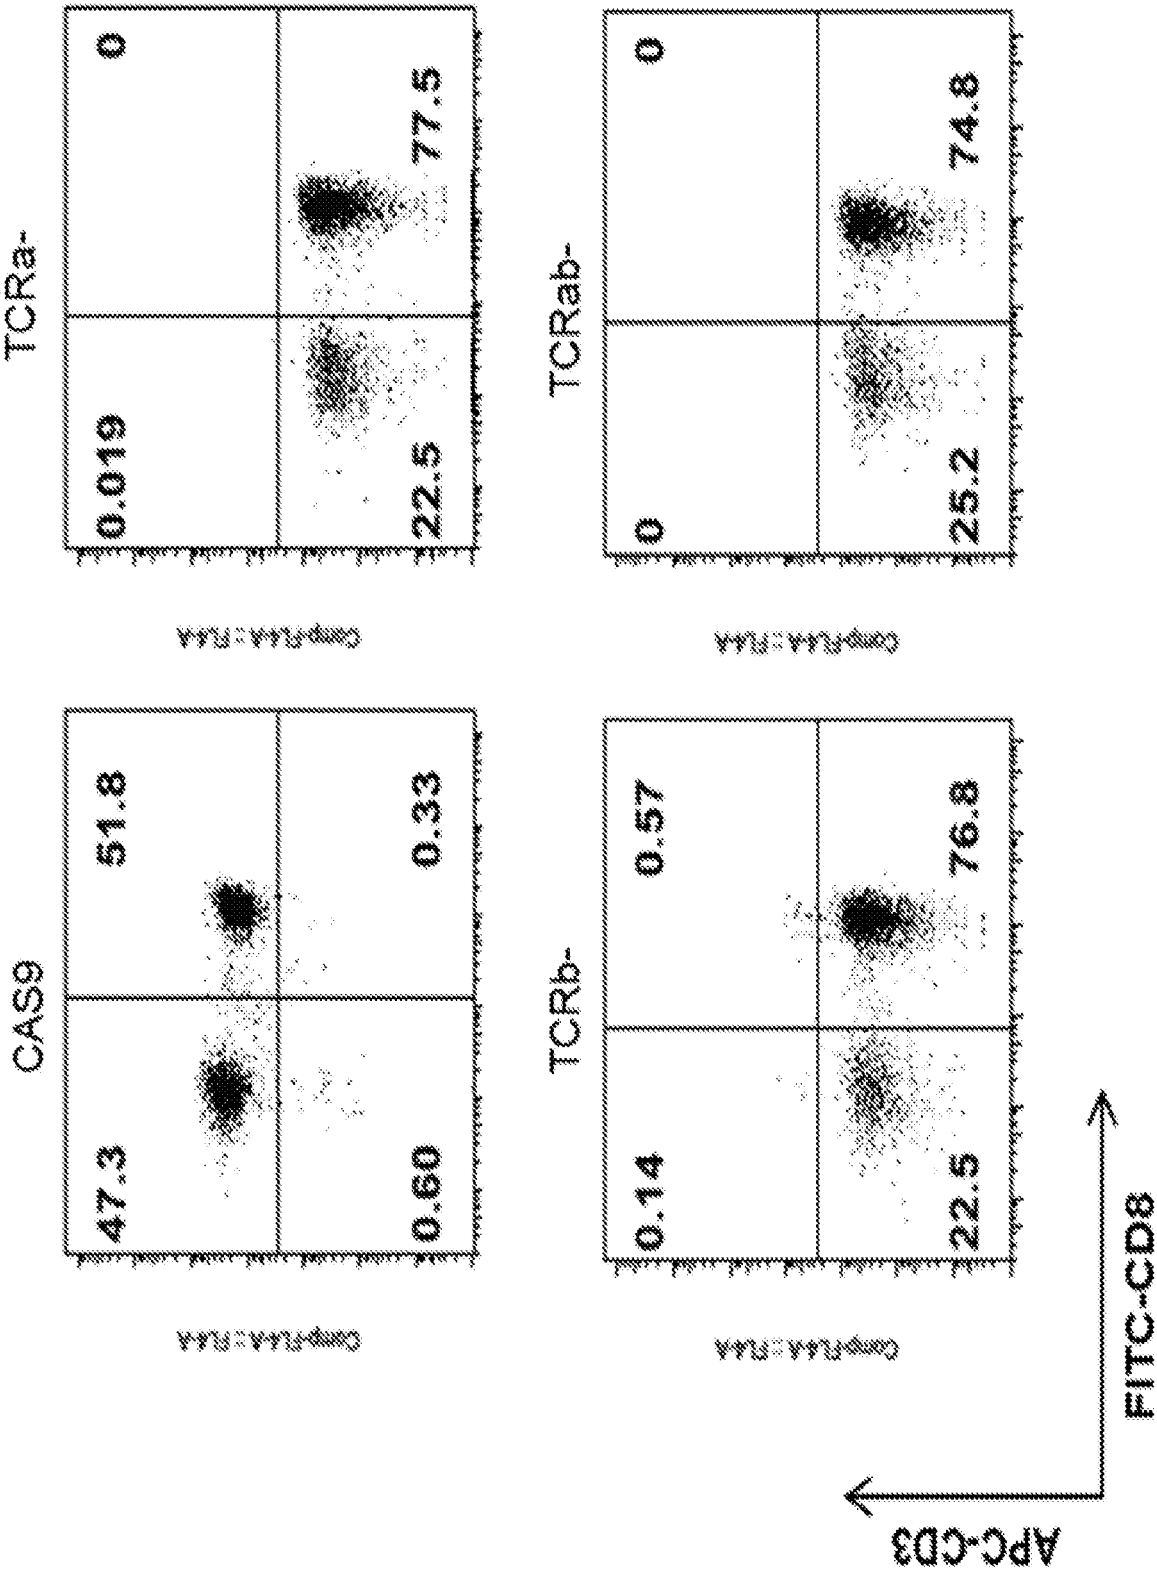 CAS9
47.3
51.8
0.60
0.33
Comp-FL4-A :: FL4-A
TCRa-
0.019
0
22.5
77.5
Comp-FL4-A :: FL4-A
TCRb-
0.14
0.57
22.5
76.8
Comp-FL4-A :: FL4-A
TCRab-
0
0
25.2
74.8
Comp-FL4-A :: FL4-A
APC-CD3
FITC-CD8